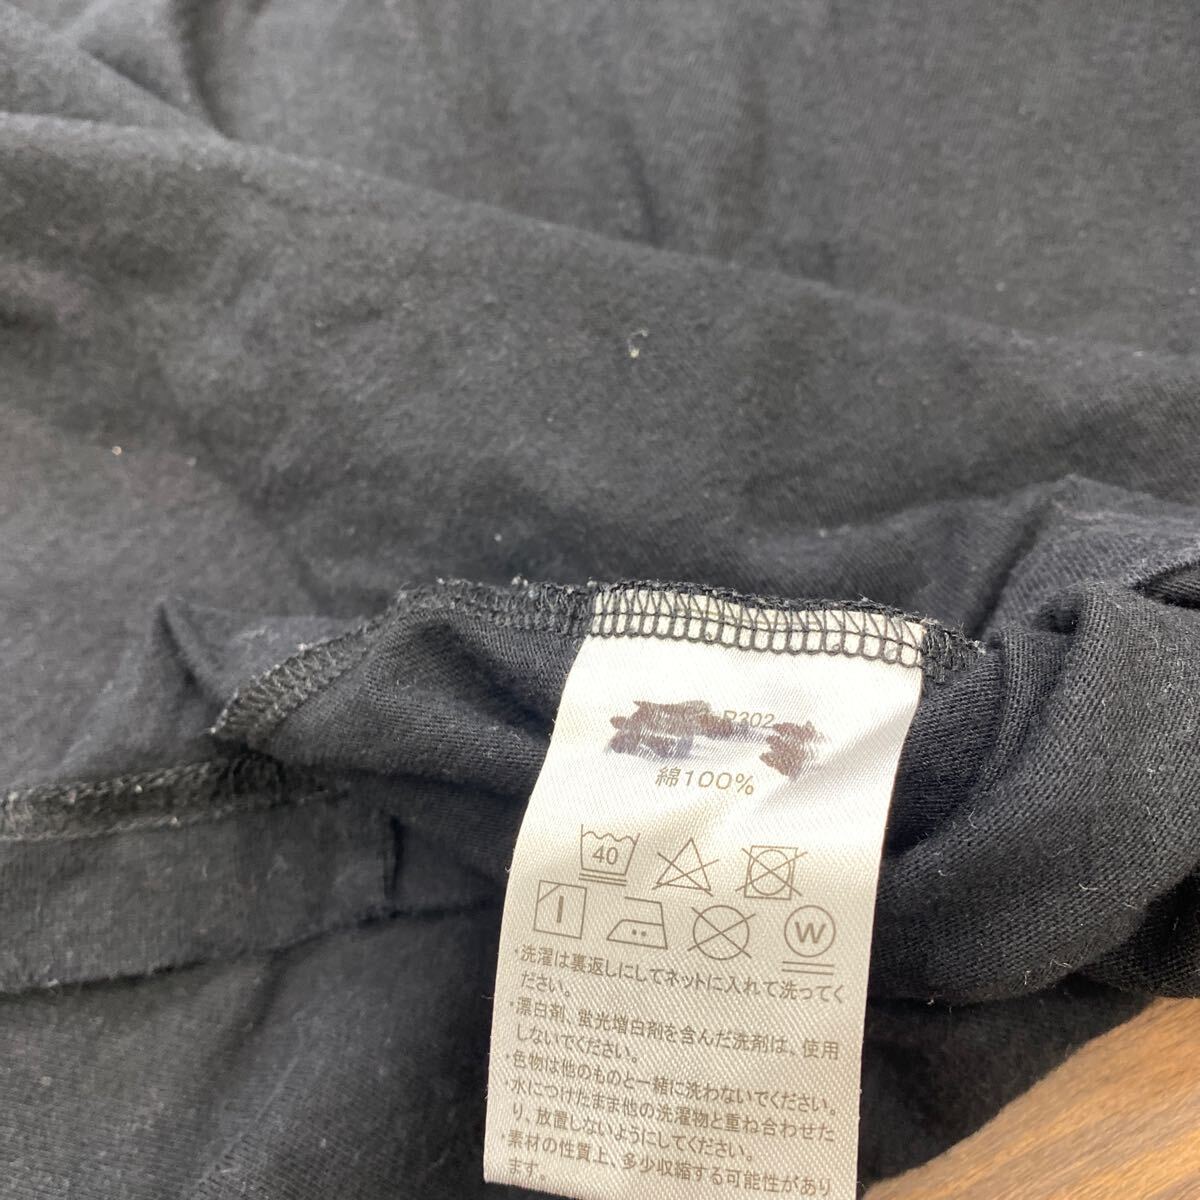 R302
綿100%
40
W
・洗濯は裏返しにしてネットに入れて洗ってく
ださい。
・漂白剤、蛍光増白剤を含んだ洗剤は、使用
しないでください。
・色物は他のものと一緒に洗わないでください。
・水につけたまま他の洗濯物と重ね合わせた
り、放置しないようにしてください。
・素材の性質上、多少収縮する可能性があり
ます。